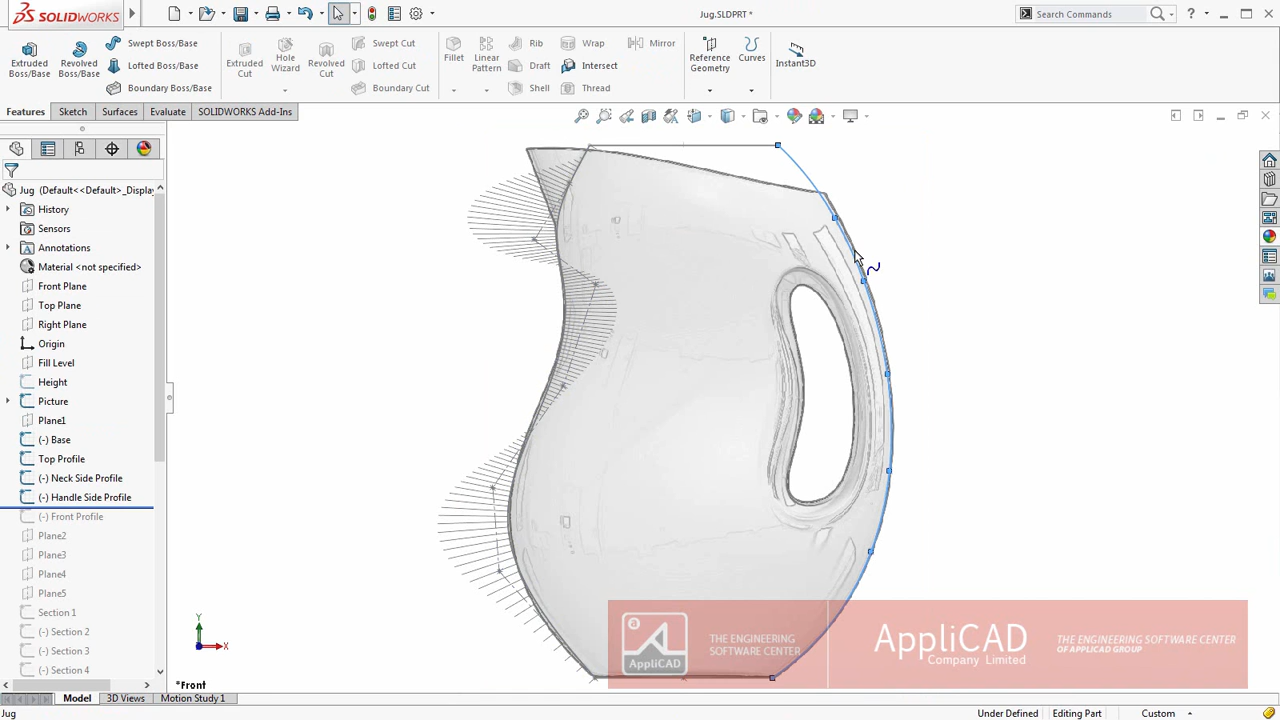 SOLIDWORKS
Jug.SLDPRT *
Search Commands
Extruded Boss/Base
Revolved Boss/Base
Swept Boss/Base
Lofted Boss/Base
Boundary Boss/Base
Extruded Cut
Hole Wizard
Revolved Cut
Swept Cut
Lofted Cut
Boundary Cut
Fillet
Linear Pattern
Rib
Draft
Shell
Wrap
Intersect
Thread
Mirror
Reference Geometry
Curves
Instant3D
Features
Sketch
Surfaces
Evaluate
SOLIDWORKS Add-Ins
Jug (Default<<Default>_Displa
History
Sensors
Annotations
Material <not specified>
Front Plane
Top Plane
Right Plane
Origin
Fill Level
Height
Picture
Plane1
(-) Base
Top Profile
(-) Neck Side Profile
(-) Handle Side Profile
(-) Front Profile
Plane2
Plane3
Plane4
Plane5
Section 1
(-) Section 2
(-) Section 3
(-) Section 4
Y
X
*Front
a
AppliCAD
THE ENGINEERING
SOFTWARE CENTER
AppliCAD
Company Limited
THE ENGINEERING SOFTWARE CENTER
OF APPLICAD GROUP
Model
3D Views
Motion Study 1
Jug
Under Defined
Editing Part
Custom